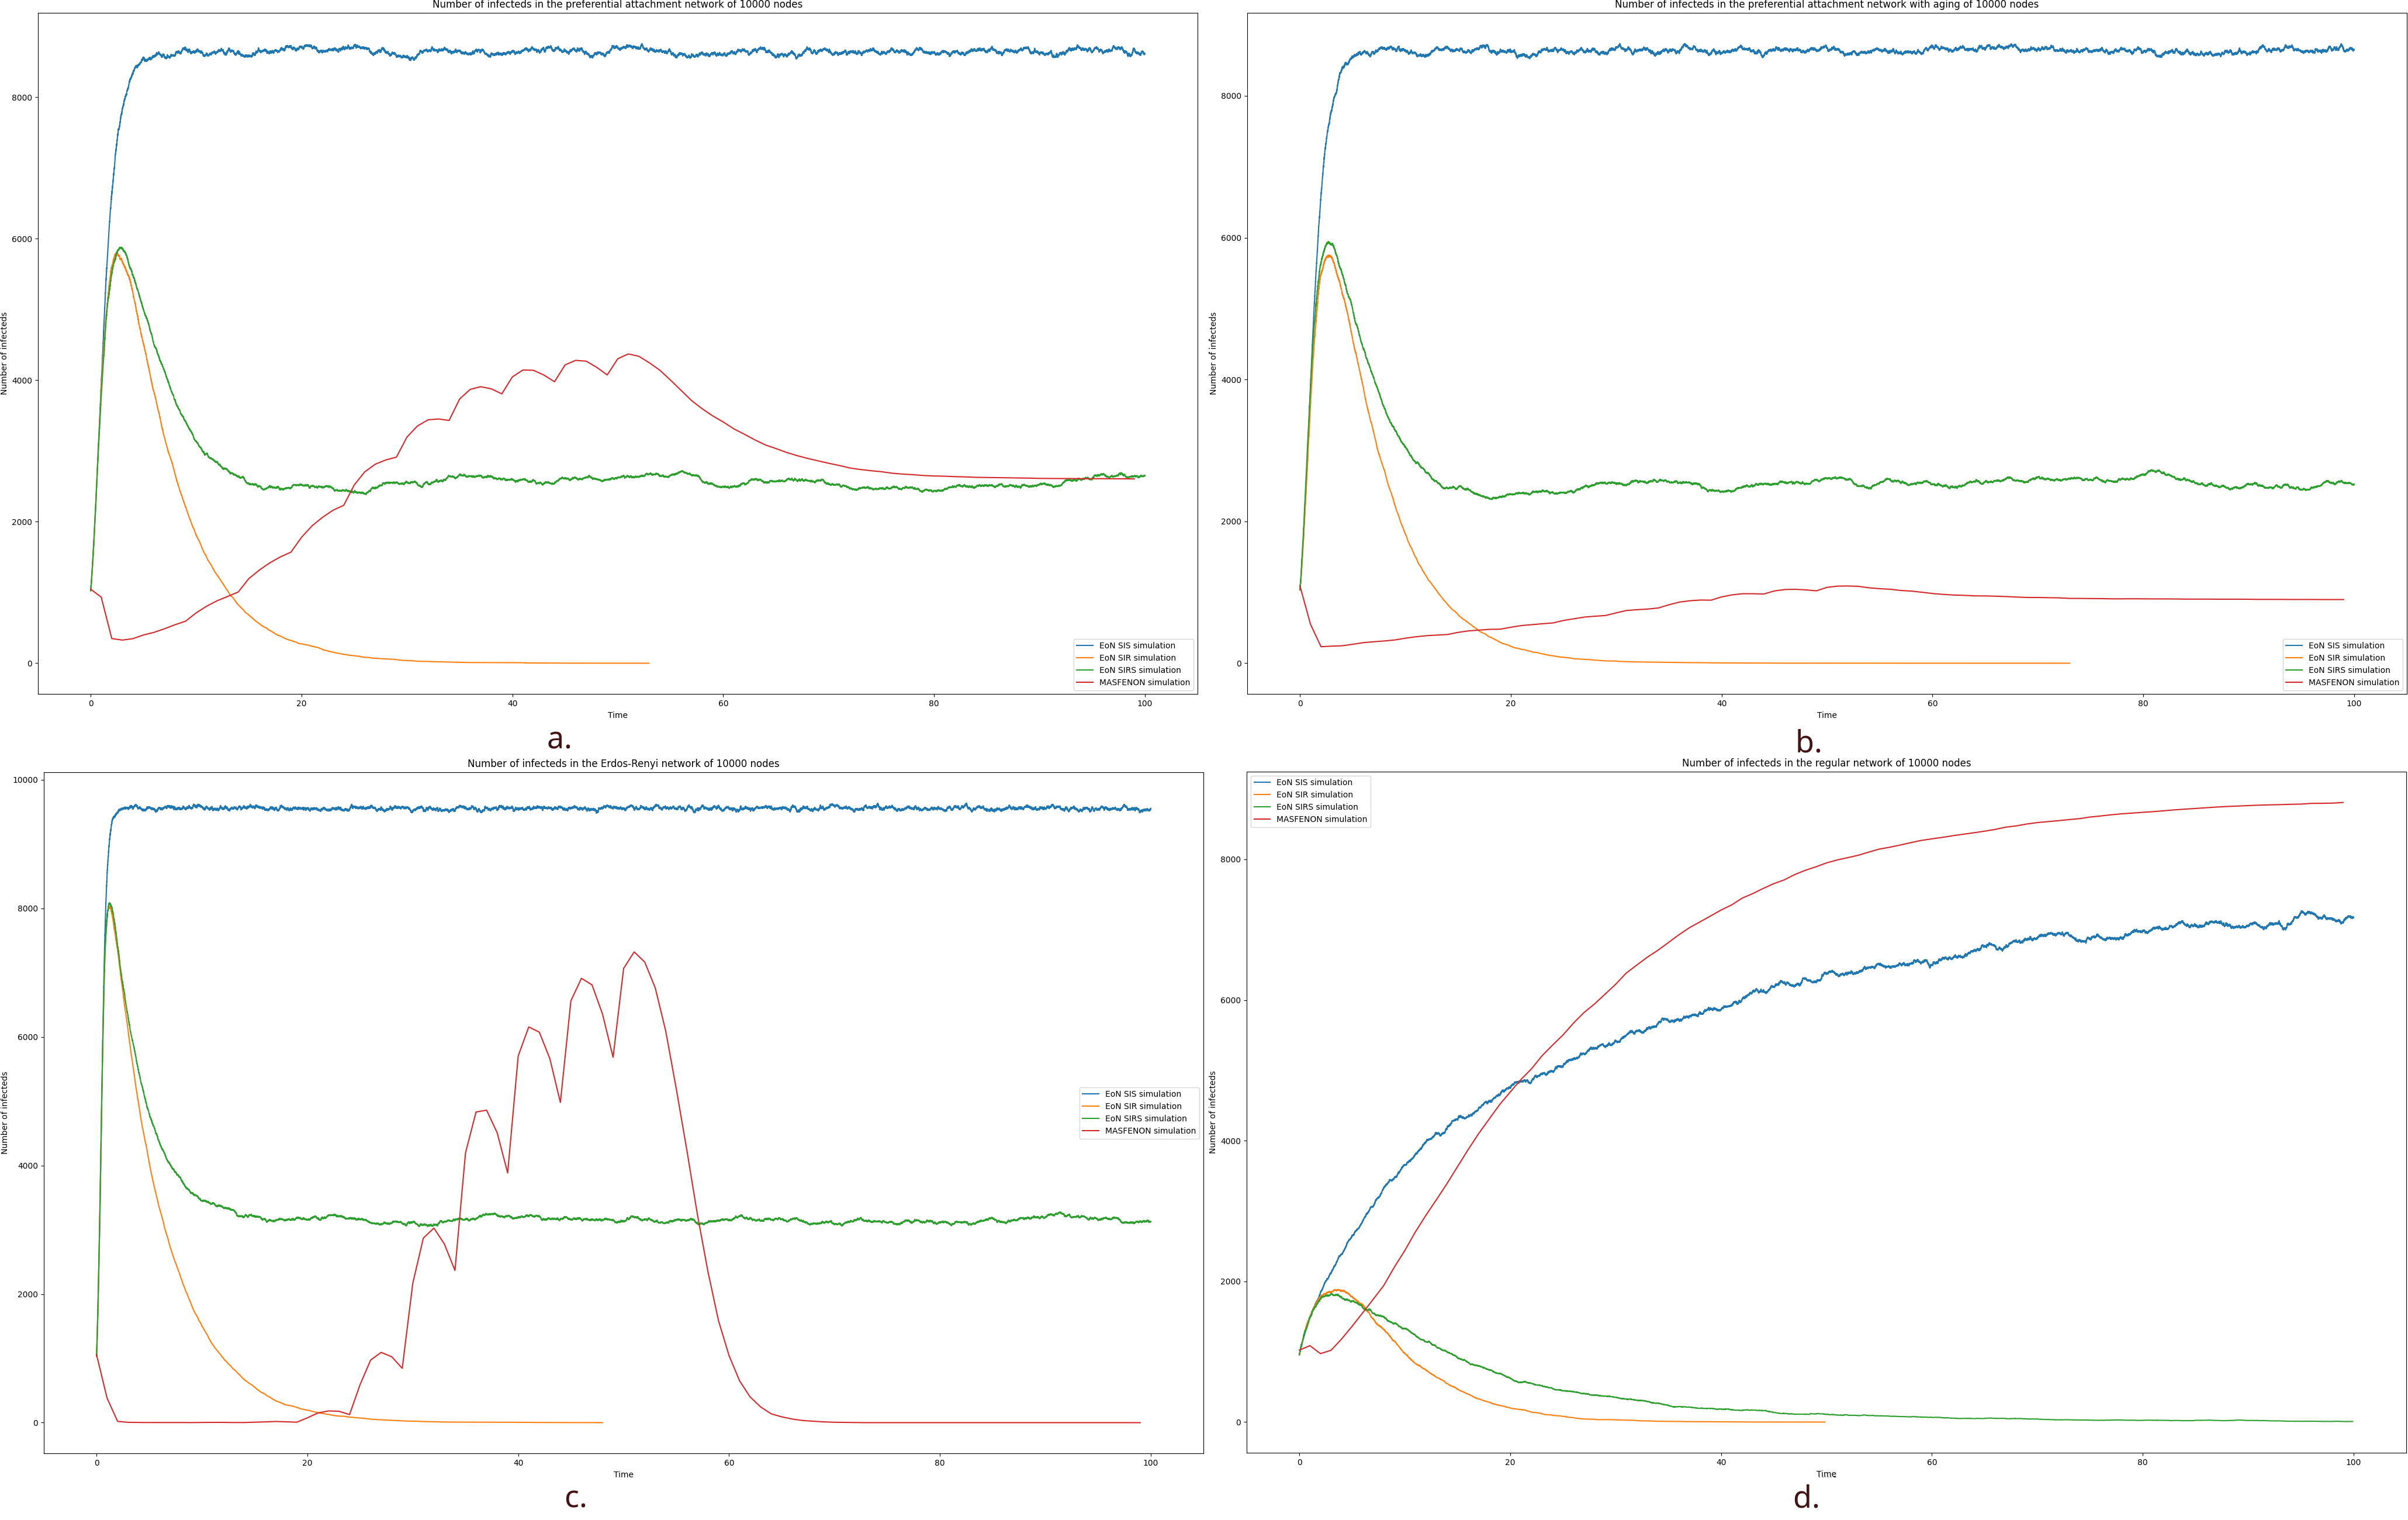 Number of infecteds in the preferential attachment network of 10000 nodes
Number of infecteds
8000
6000
4000
2000
0
0 20 40 60 80 100
Time
EoN SIS simulation
EoN SIR simulation
EoN SIRS simulation
MASFENON simulation
a.
Number of infecteds in the preferential attachment network with aging of 10000 nodes
Number of infecteds
8000
6000
4000
2000
0
0 20 40 60 80 100
Time
EoN SIS simulation
EoN SIR simulation
EoN SIRS simulation
MASFENON simulation
b.
Number of infecteds in the Erdos-Renyi network of 10000 nodes
Number of infecteds
10000
8000
6000
4000
2000
0
0 20 40 60 80 100
Time
EoN SIS simulation
EoN SIR simulation
EoN SIRS simulation
MASFENON simulation
c.
Number of infecteds in the regular network of 10000 nodes
EoN SIS simulation
EoN SIR simulation
EoN SIRS simulation
MASFENON simulation
Number of infecteds
8000
6000
4000
2000
0
0 20 40 60 80 100
Time
d.